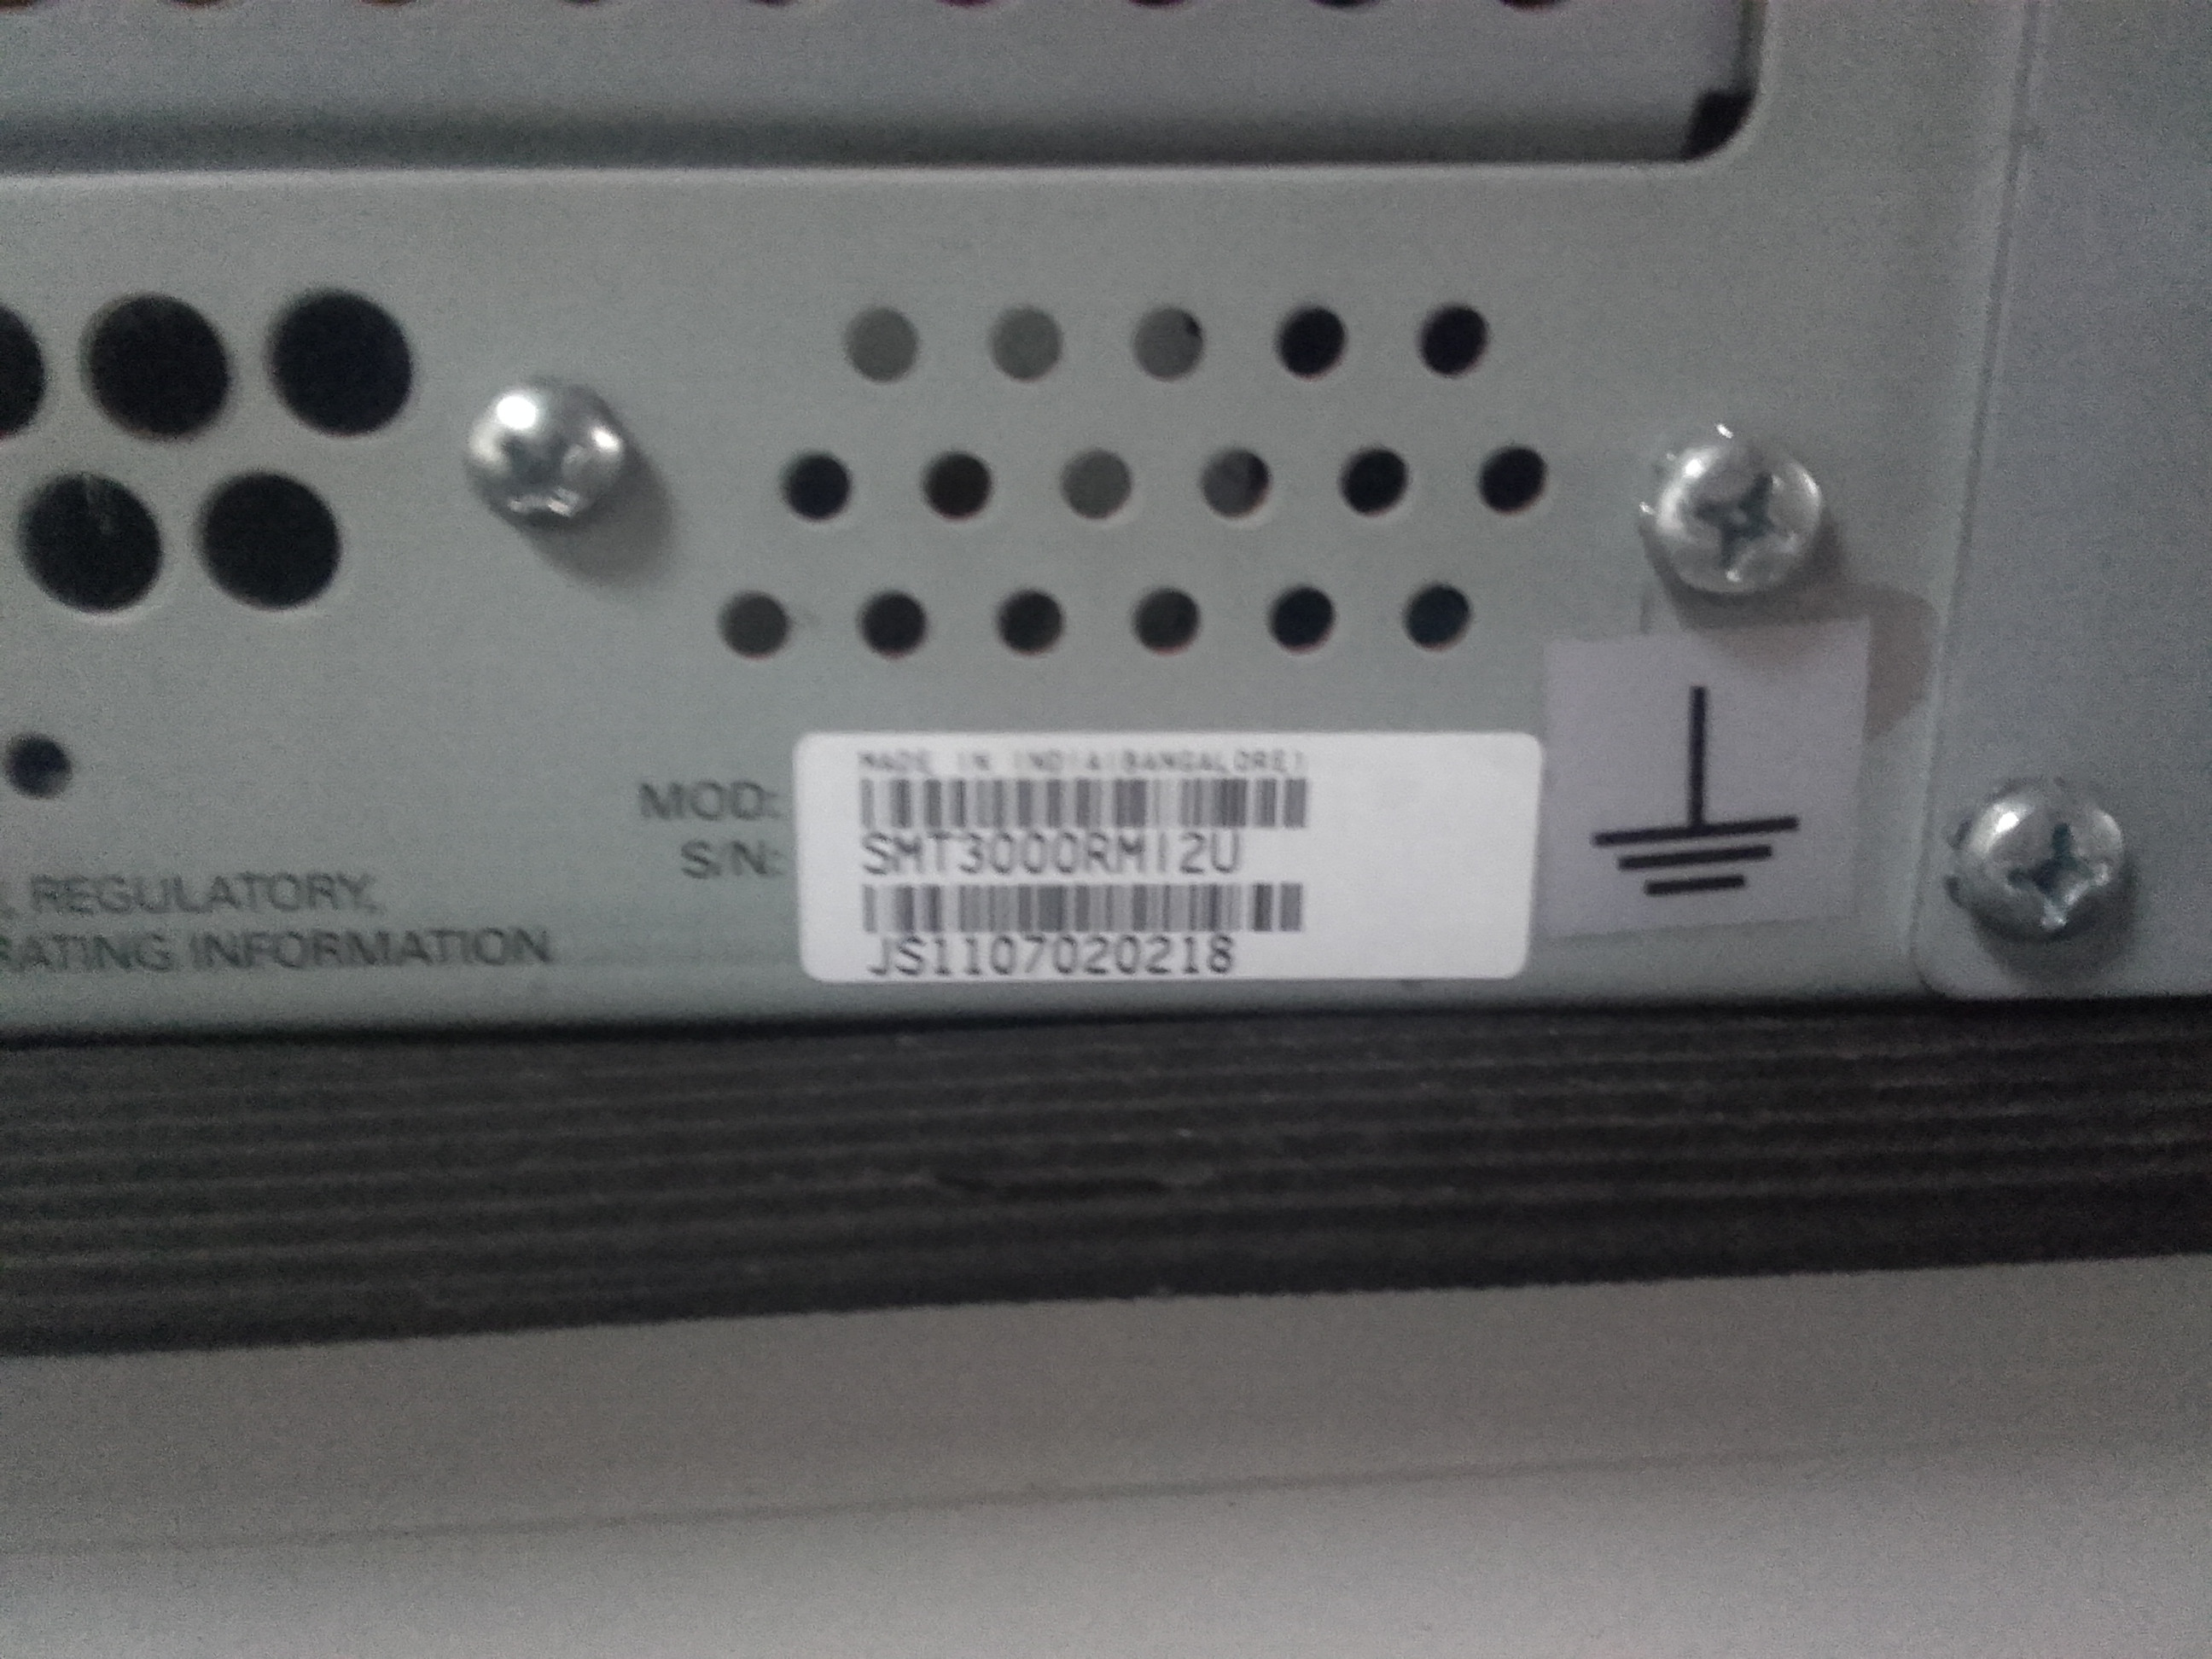 MADE IN INDIA(BANGALORE)
MOD:
SMT3000RMI2U
S/N:
JS1107020218
, REGULATORY,
RATING INFORMATION